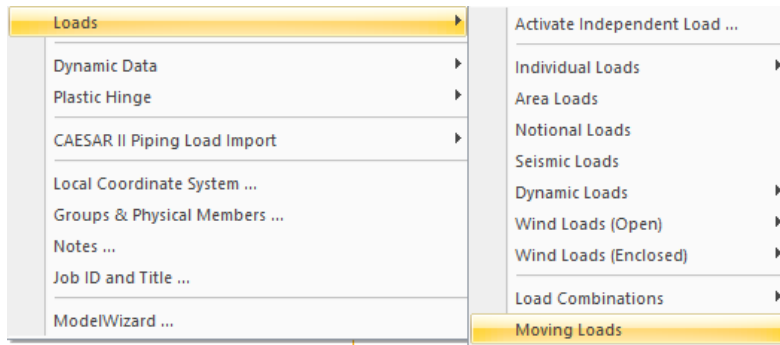 Loads
Dynamic Data
Plastic Hinge
CAESAR II Piping Load Import
Local Coordinate System ...
Groups & Physical Members ...
Notes ...
Job ID and Title ...
ModelWizard ...
Activate Independent Load ...
Individual Loads
Area Loads
Notional Loads
Seismic Loads
Dynamic Loads
Wind Loads (Open)
Wind Loads (Enclosed)
Load Combinations
Moving Loads